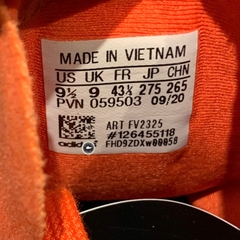 MADE IN VIETNAM
US UK FR JP CHN
9½ 9 43⅓ 275 265
PVN 059503 09/20
ART FV2325
#126455118
adidas FHD9ZDXw00058